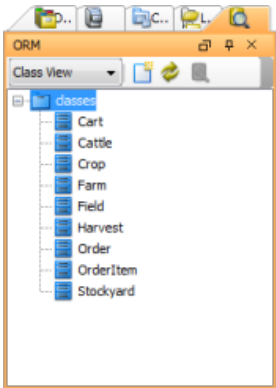 D..
C..
L..
ORM
Class View
classes
Cart
Cattle
Crop
Farm
Field
Harvest
Order
OrderItem
Stockyard